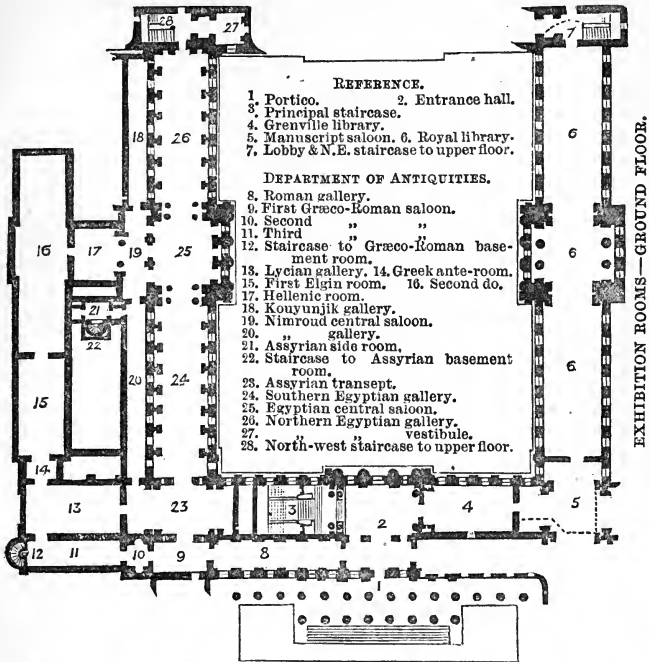 REFERENCE.
1. Portico. 2. Entrance hall.
3. Principal staircase.
4. Grenville library.
5. Manuscript saloon. 6. Royal library.
7. Lobby & N.E. staircase to upper floor.
DEPARTMENT OF ANTIQUITIES.
8. Roman gallery.
9. First Græco-Roman saloon.
10. Second „ „
11. Third „ „
12. Staircase to Græco-Roman base-
ment room.
13. Lycian gallery. 14. Greek ante-room.
15. First Elgin room. 16. Second do.
17. Hellenic room.
18. Kouyunjik gallery.
19. Nimroud central saloon.
20. „ gallery.
21. Assyrian side room,
22. Staircase to Assyrian basement
room.
23. Assyrian transept.
24. Southern Egyptian gallery.
25. Egyptian central saloon.
26. Northern Egyptian gallery.
27. „ „ vestibule.
28. North-west staircase to upper floor.
EXHIBITION ROOMS—GROUND FLOOR.
28
27
7
18
26
6
16
17
19
25
6
21
22
20
24
6
15
14
13
23
3
2
4
5
12
11
10
9
8
1